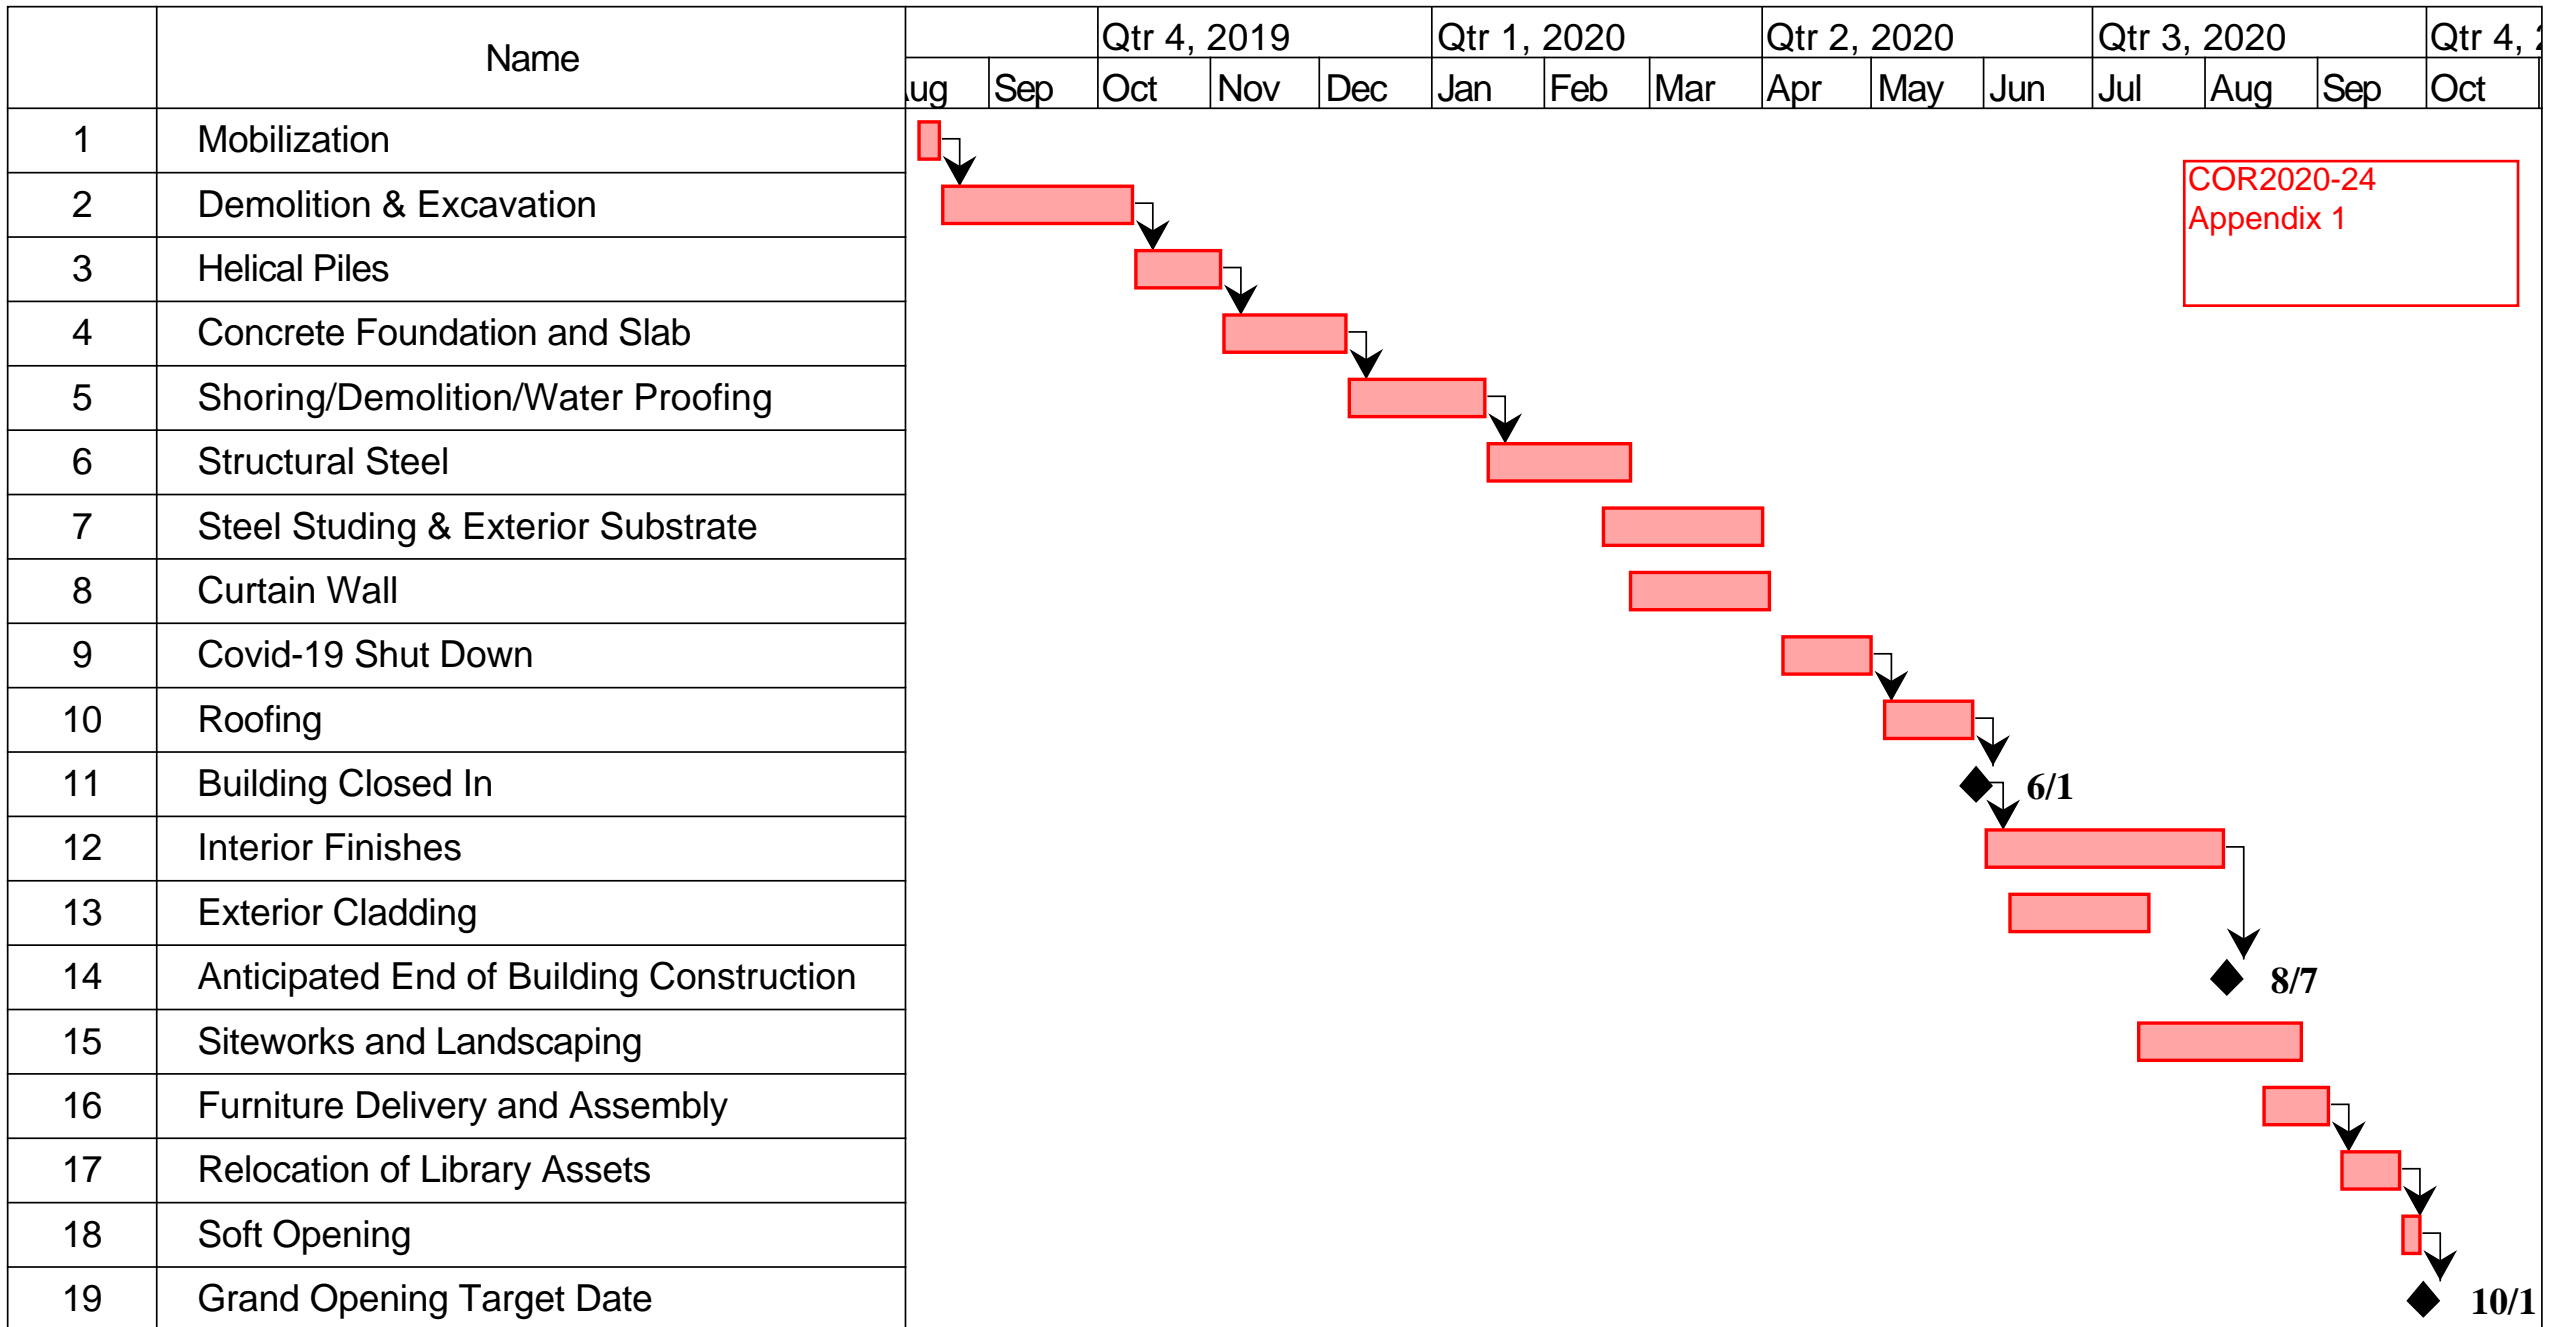 Name
Qtr 4, 2019 Qtr 1, 2020 Qtr 2, 2020 Qtr 3, 2020 Qtr 4,
Sep Oct Nov Dec Jan Feb Mar Apr May Jun Jul Aug Sep Oct
1 Mobilization
COR2020-24
Appendix 1
2 Demolition & Excavation
3 Helical Piles
4 Concrete Foundation and Slab
5 Shoring/Demolition/Water Proofing
6 Structural Steel
7 Steel Studing & Exterior Substrate
8 Curtain Wall
9 Covid-19 Shut Down
10 Roofing
11 Building Closed In 6/1
12 Interior Finishes
13 Exterior Cladding
14 Anticipated End of Building Construction 8/7
15 Siteworks and Landscaping
16 Furniture Delivery and Assembly
17 Relocation of Library Assets
18 Soft Opening
19 Grand Opening Target Date 10/1